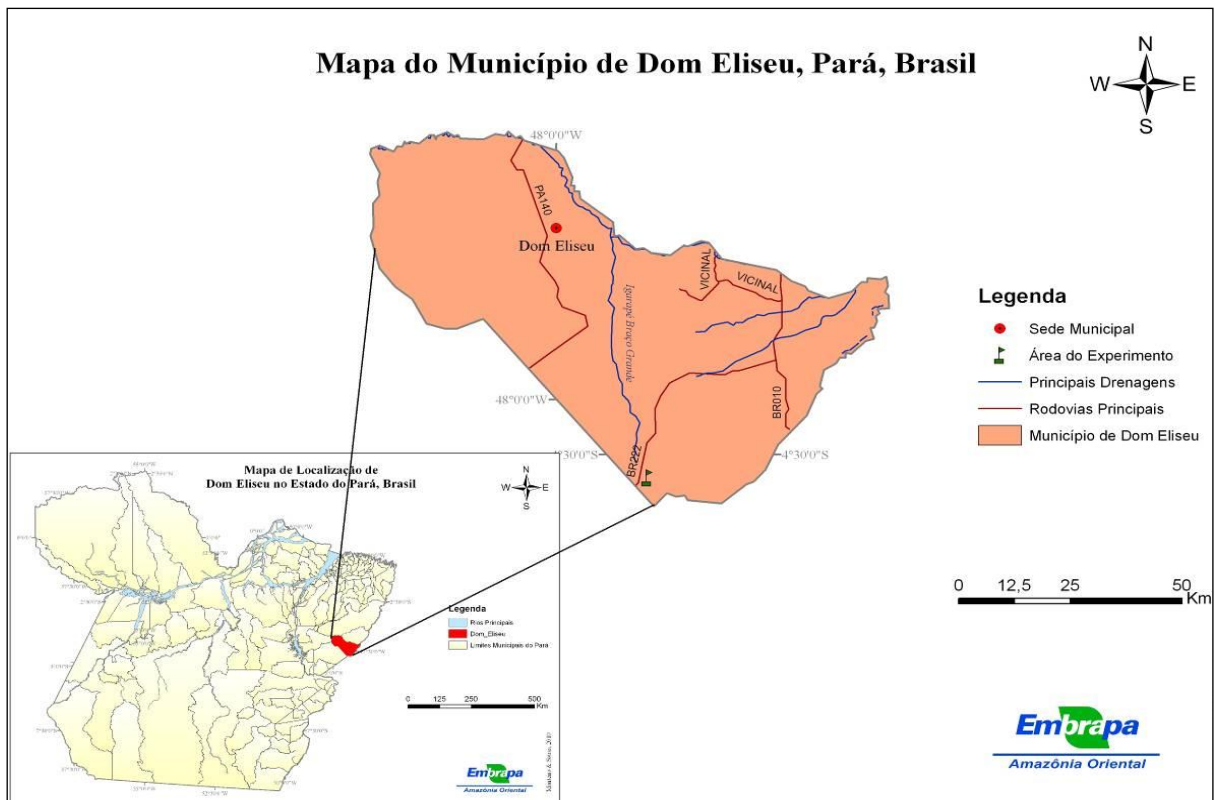 Mapa do Município de Dom Eliseu, Pará, Brasil
N
W E
S
48°0'0"W
PA140
Dom Eliseu
VICINAL
VICINAL
Igarapé Braço Grande
BR010
48°0'0"W
°30'0"S
4°30'0"S
BR222
Legenda
Sede Municipal
Área do Experimento
Principais Drenagens
Rodovias Principais
Município de Dom Eliseu
0 12,5 25 50
Km
Embrapa
Amazônia Oriental
Mapa de Localização de
Dom Eliseu no Estado do Pará, Brasil
N
W E
S
Legenda
Rios Principais
Dom_Eliseu
Limites Municipais do Pará
0 125 250 500
Km
Embrapa
Amazônia Oriental